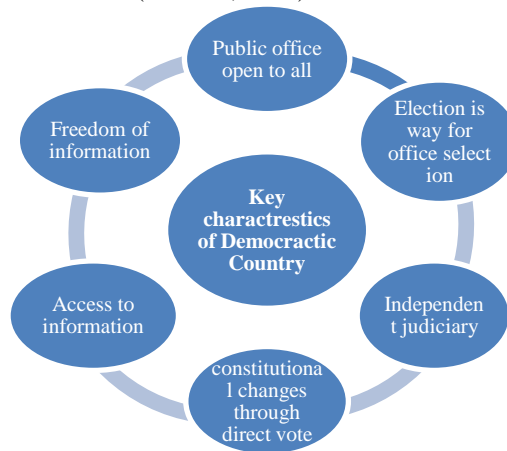 Public office
open to all
Election is
way for
office select
ion
Independen
t judiciary
constitutiona
l changes
through
direct vote
Access to
information
Freedom of
information
Key
charactrestics
of Democractic
Country